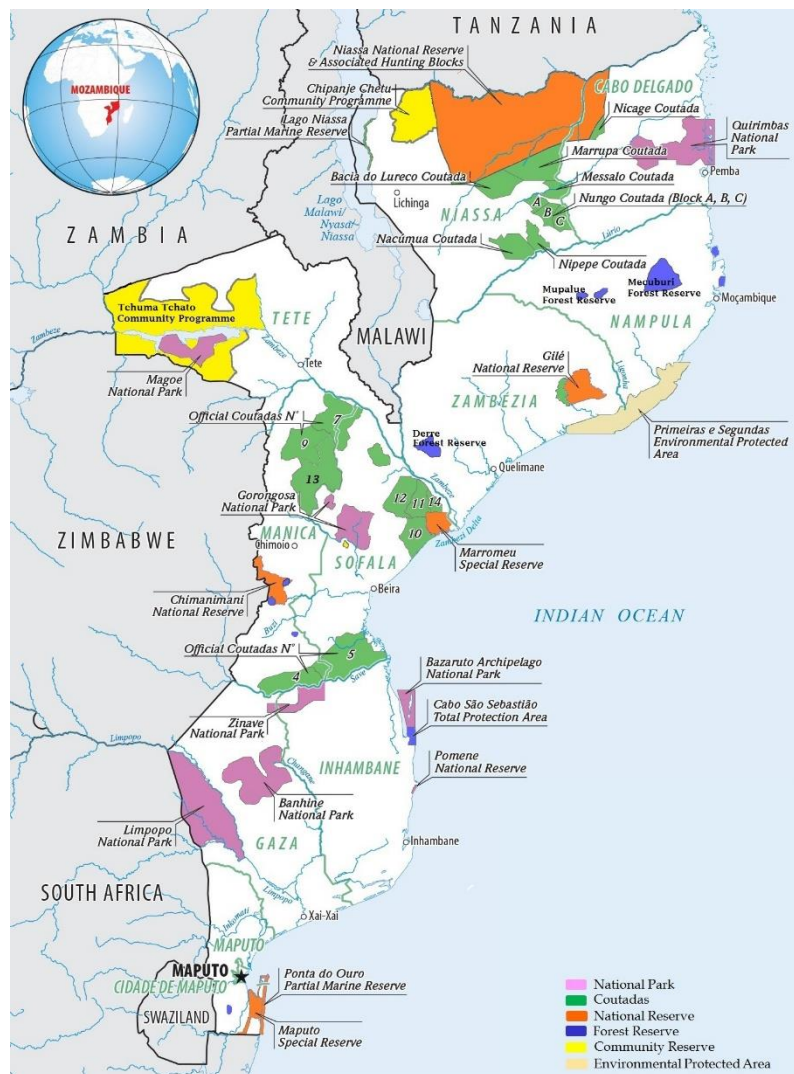 TANZANIA
MOZAMBIQUE
Niassa National Reserve
& Associated Hunting Blocks
CABO DELGADO
Chipanje Chetu
Community Programme
Nicage Coutada
Lago Niassa
Partial Marine Reserve
Quirimbas
National
Park
Marrupa Coutada
Pemba
Bacia do Lureco Coutada
Messalo Coutada
Lichinga
A
B
C
Nungo Coutada (Block A, B, C)
NIASSA
Lago
Malawi/
Nyasa/
Niassa
ZAMBIA
Lúrio
Nacúmua Coutada
Nipepe Coutada
Mecuburi
Forest Reserve
Mupalue
Forest Reserve
Moçambique
Tchuma Tchato
Community Programme
TETE
NAMPULA
MALAWI
Zambeze
Zambeze
Tete
Magoe
National Park
Gilé
National Reserve
Ligonha
ZAMBÉZIA
Official Coutadas N°
7
9
Derre
Forest Reserve
Primeiras e Segundas
Environmental Protected
Area
Quelimane
13
12
11
14
Zambeze
Gorongosa
National Park
10
Zambezi Delta
MANICA
ZIMBABWE
Chimoio
SOFALA
Marromeu
Special Reserve
Chimanimani
National Reserve
Beira
INDIAN OCEAN
Buzi
Official Coutadas N°
5
4
Save
Bazaruto Archipelago
National Park
Zinave
National Park
Cabo São Sebastião
Total Protection Area
Limpopo
INHAMBANE
Pomene
National Reserve
Changane
Banhine
National Park
Limpopo
National Park
GAZA
Inhambane
SOUTH AFRICA
Limpopo
Xai-Xai
Inkomati
MAPUTO
MAPUTO
CIDADE DE MAPUTO
Ponta do Ouro
Partial Marine Reserve
SWAZILAND
Maputo
Special Reserve
National Park
Coutadas
National Reserve
Forest Reserve
Community Reserve
Environmental Protected Area